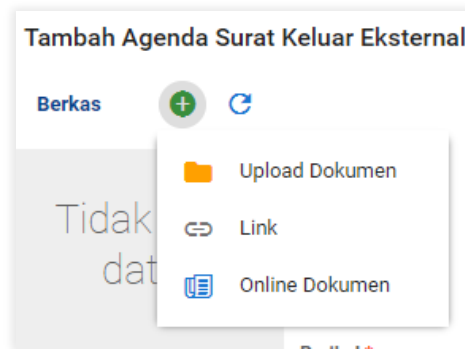 Tambah Agenda Surat Keluar Eksternal
Berkas
Upload Dokumen
Tidak
Link
dat
Online Dokumen